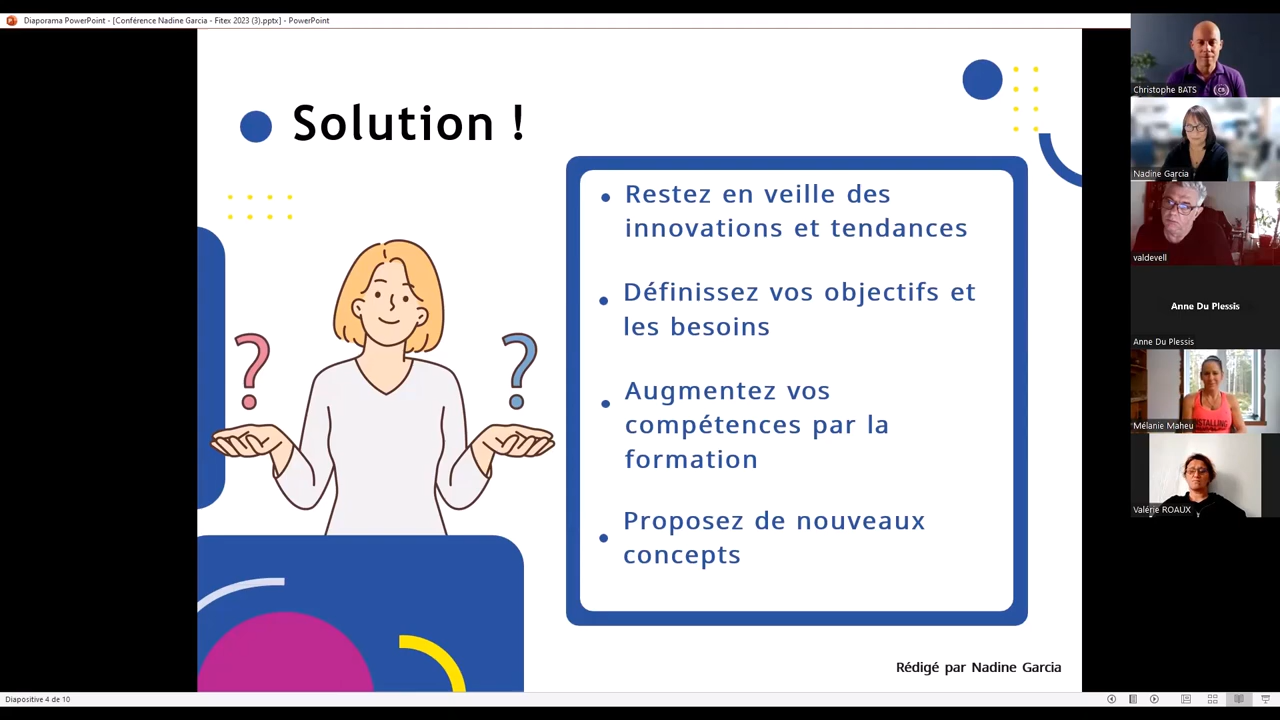 Diaporama PowerPoint - [Conférence Nadine Garcia - Fitex 2023 (3).pptx] - PowerPoint
Solution !
?
?
• Restez en veille des
innovations et tendances
• Définissez vos objectifs et
les besoins
• Augmentez vos
compétences par la
formation
• Proposez de nouveaux
concepts
Rédigé par Nadine Garcia
Diapositive 4 de 10
Christophe BATS
Nadine Garcia
valdevell
Anne Du Plessis
Anne Du Plessis
Mélanie Maheu
Valérie ROAUX